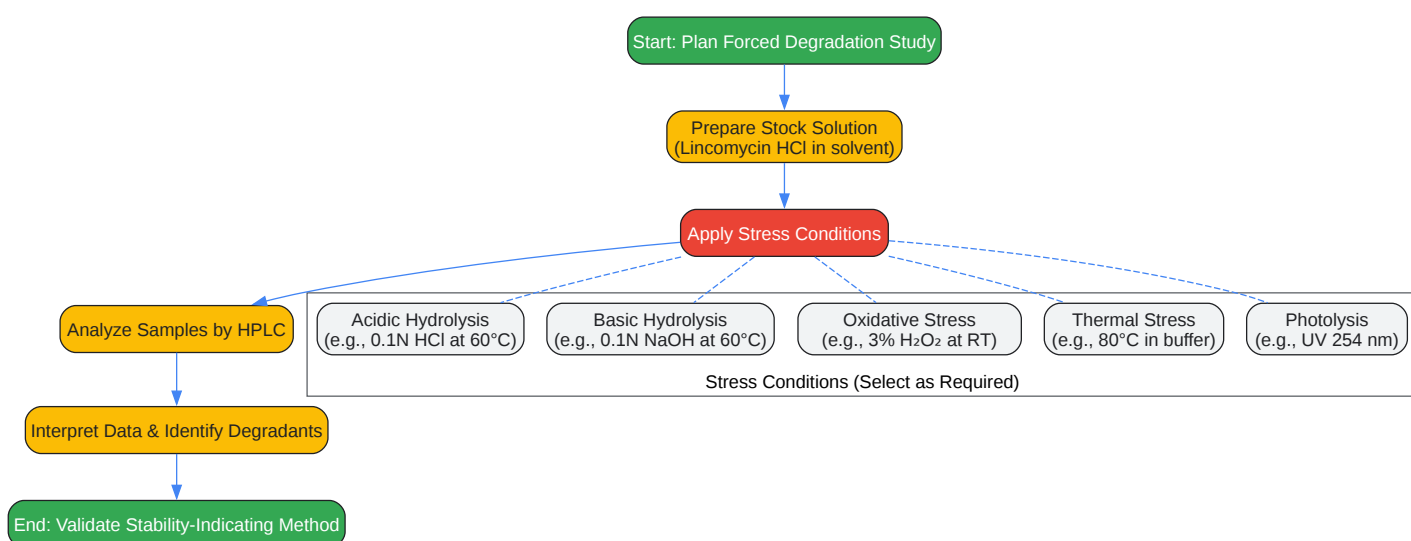 Start: Plan Forced Degradation Study
Prepare Stock Solution
(Lincomycin HCl in solvent)
Apply Stress Conditions
Analyze Samples by HPLC
Acidic Hydrolysis
(e.g., 0.1N HCl at 60°C)
Basic Hydrolysis
(e.g., 0.1N NaOH at 60°C)
Oxidative Stress
(e.g., 3% H₂O₂ at RT)
Thermal Stress
(e.g., 80°C in buffer)
Photolysis
(e.g., UV 254 nm)
Stress Conditions (Select as Required)
Interpret Data & Identify Degradants
End: Validate Stability-Indicating Method